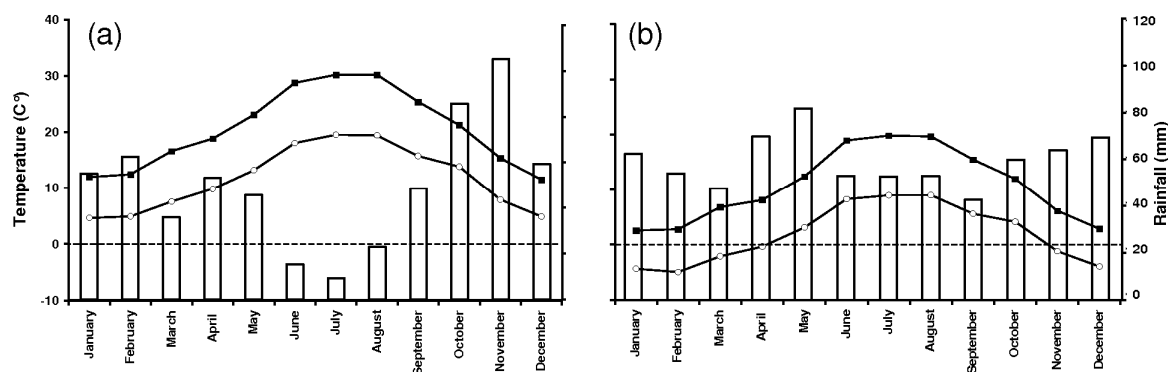 (a)
(b)
Temperature (C°)
40
30
20
10
0
-10
January
February
March
April
May
June
July
August
September
October
November
December
January
February
March
April
May
June
July
August
September
October
November
December
120
100
80
60
40
20
0
Rainfall (mm)